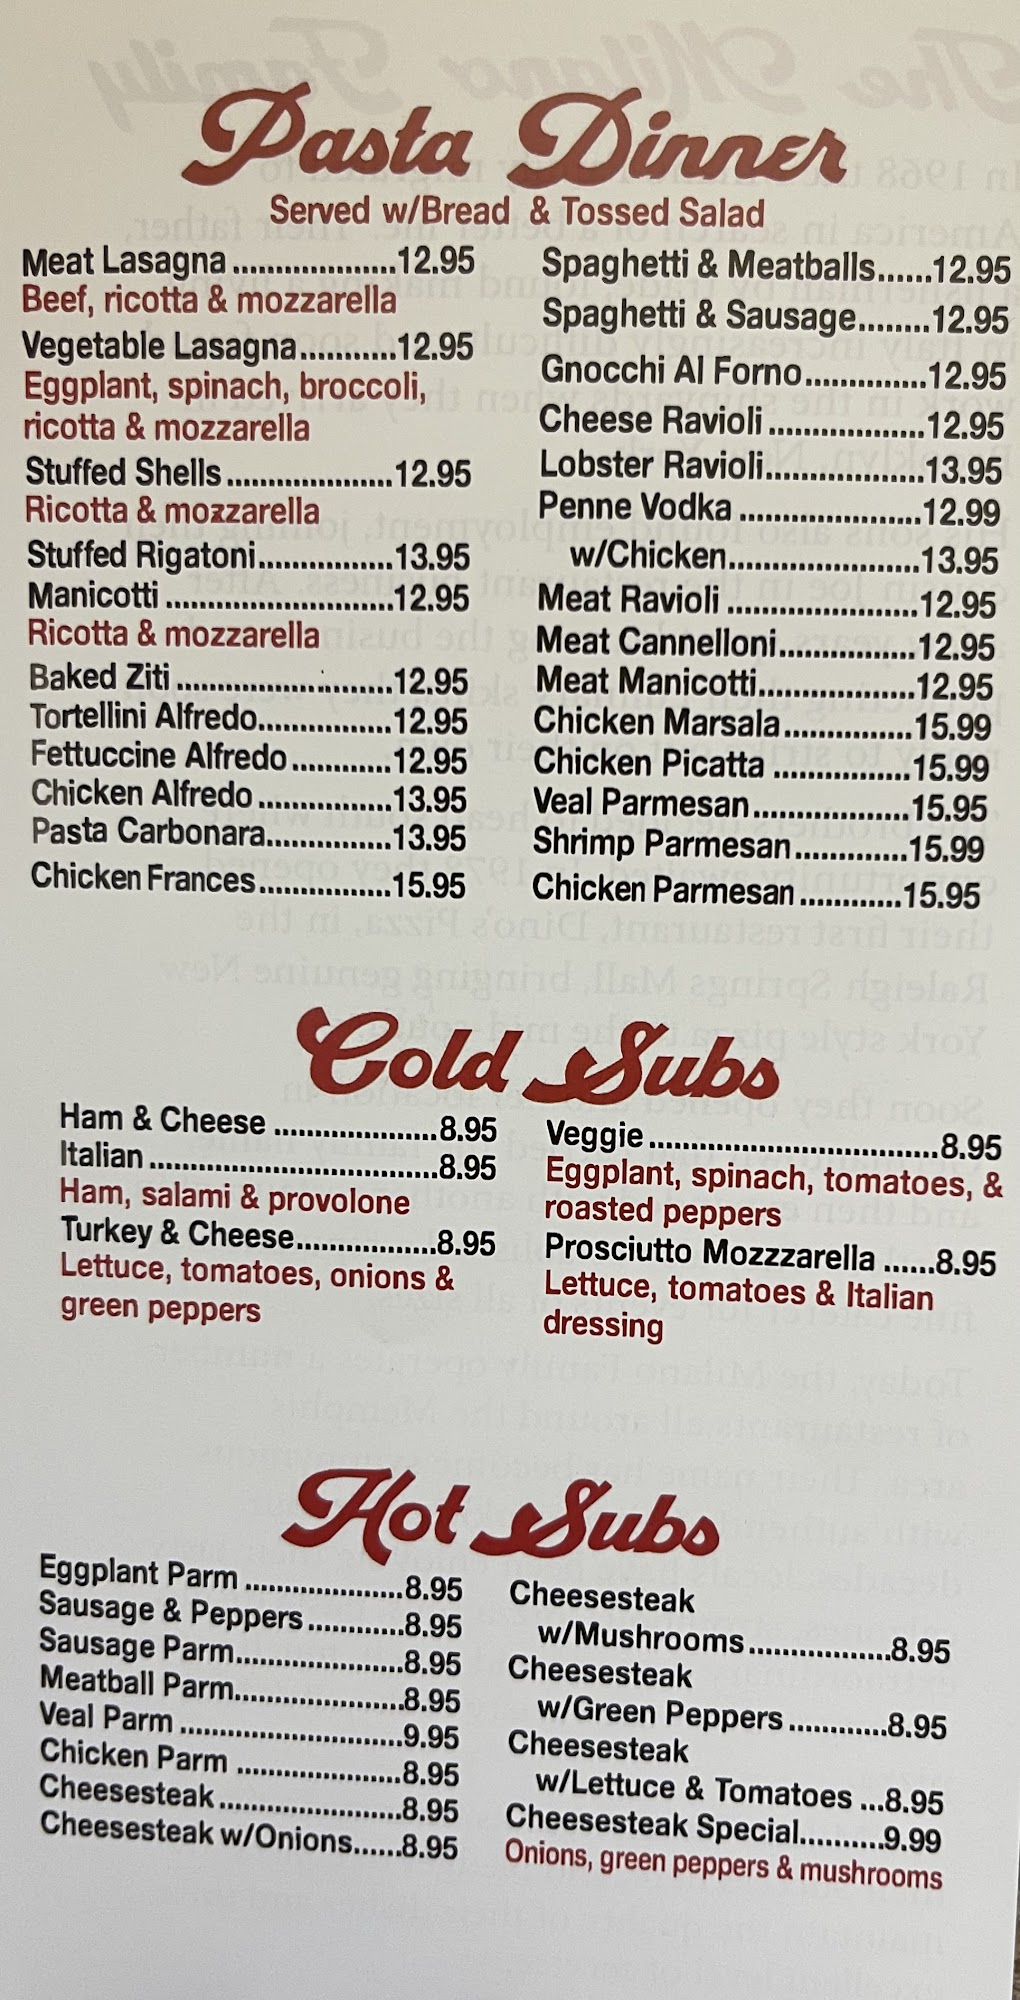 Pasta Dinner
Served w/Bread & Tossed Salad
Meat Lasagna..................12.95
Beef, ricotta & mozzarella
Vegetable Lasagna...........12.95
Eggplant, spinach, broccoli,
ricotta & mozzarella
Stuffed Shells....................12.95
Ricotta & mozzarella
Stuffed Rigatoni................13.95
Manicotti...........................12.95
Ricotta & mozzarella
Baked Ziti..........................12.95
Tortellini Alfredo................12.95
Fettuccine Alfredo............12.95
Chicken Alfredo................13.95
Pasta Carbonara...............13.95
Chicken Frances................15.95
Spaghetti & Meatballs......12.95
Spaghetti & Sausage........12.95
Gnocchi Al Forno..............12.95
Cheese Ravioli..................12.95
Lobster Ravioli...................13.95
Penne Vodka.....................12.99
w/Chicken......................13.95
Meat Ravioli......................12.95
Meat Cannelloni................12.95
Meat Manicotti..................12.95
Chicken Marsala...............15.99
Chicken Picatta................15.99
Veal Parmesan..................15.95
Shrimp Parmesan.............15.99
Chicken Parmesan............15.95
Cold Subs
Ham & Cheese....................8.95
Italian..................................8.95
Ham, salami & provolone
Turkey & Cheese.................8.95
Lettuce, tomatoes, onions &
green peppers
Veggie...................................8.95
Eggplant, spinach, tomatoes, &
roasted peppers
Prosciutto Mozzzarella......8.95
Lettuce, tomatoes & Italian
dressing
Hot Subs
Eggplant Parm....................8.95
Sausage & Peppers............8.95
Sausage Parm.....................8.95
Meatball Parm.....................8.95
Veal Parm............................9.95
Chicken Parm.....................8.95
Cheesesteak.......................8.95
Cheesesteak w/Onions......8.95
Cheesesteak
w/Mushrooms.................8.95
Cheesesteak
w/Green Peppers............8.95
Cheesesteak
w/Lettuce & Tomatoes...8.95
Cheesesteak Special..........9.99
Onions, green peppers & mushrooms